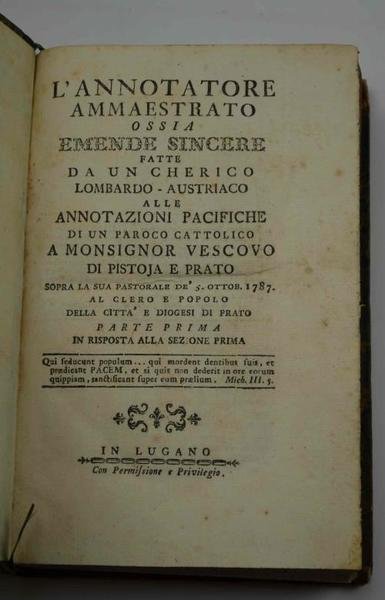 L'ANNOTATORE
AMMAESTRATO
OSSIA
EMENDE SINCERE
FATTE
DA UN CHERICO
LOMBARDO - AUSTRIACO
ALLE
ANNOTAZIONI PACIFICHE
DI UN PAROCO CATTOLICO
A MONSIGNOR VESCOVO
DI PISTOJA E PRATO
SOPRA LA SUA PASTORALE DE' 5. OTTOB. 1787.
AL CLERO E POPOLO
DELLA CITTA' E DIOGESI DI PRATO
PARTE PRIMA
IN RISPOSTA ALLA SEZIONE PRIMA
Qui ſeducunt populum... qui mordent dentibus ſuis, et
prædicant PACEM, et si quis non dederit in ore eorum
quippiam, sanctificant ſuper eum prælium. Mich. III. 5.
IN LUGANO
Con Permiſſione e Privilegio.